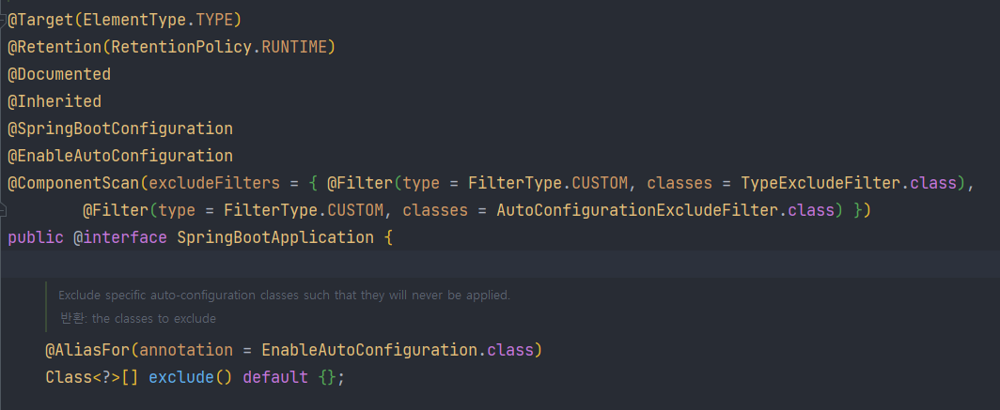 @Target(ElementType.TYPE)
@Retention(RetentionPolicy.RUNTIME)
@Documented
@Inherited
@SpringBootConfiguration
@EnableAutoConfiguration
@ComponentScan(excludeFilters = { @Filter(type = FilterType.CUSTOM, classes = TypeExcludeFilter.class),
        @Filter(type = FilterType.CUSTOM, classes = AutoConfigurationExcludeFilter.class) })
public @interface SpringBootApplication {
Exclude specific auto-configuration classes such that they will never be applied.
반환: the classes to exclude
    @AliasFor(annotation = EnableAutoConfiguration.class)
    Class<?>[] exclude() default {};